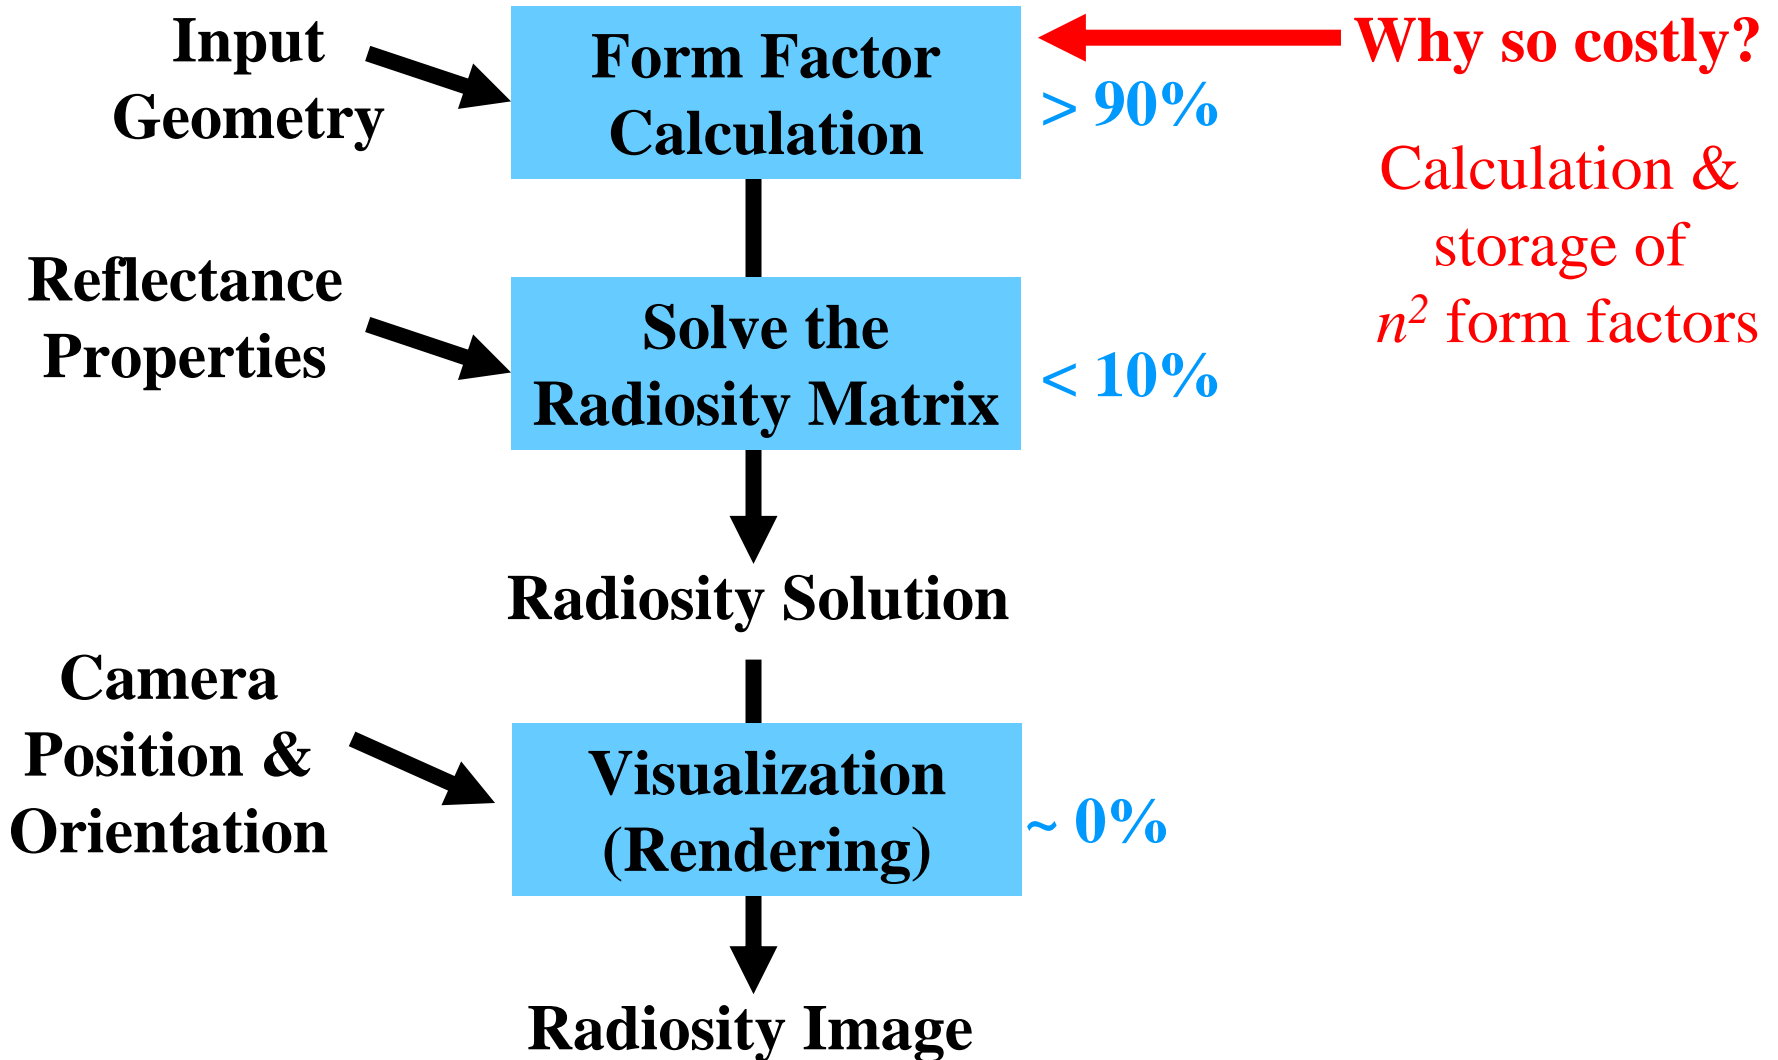 Input
Geometry
Form Factor
Calculation
> 90%
Why so costly?
Calculation &
storage of
n² form factors
Reflectance
Properties
Solve the
Radiosity Matrix
< 10%
Radiosity Solution
Camera
Position &
Orientation
Visualization
(Rendering)
~ 0%
Radiosity Image